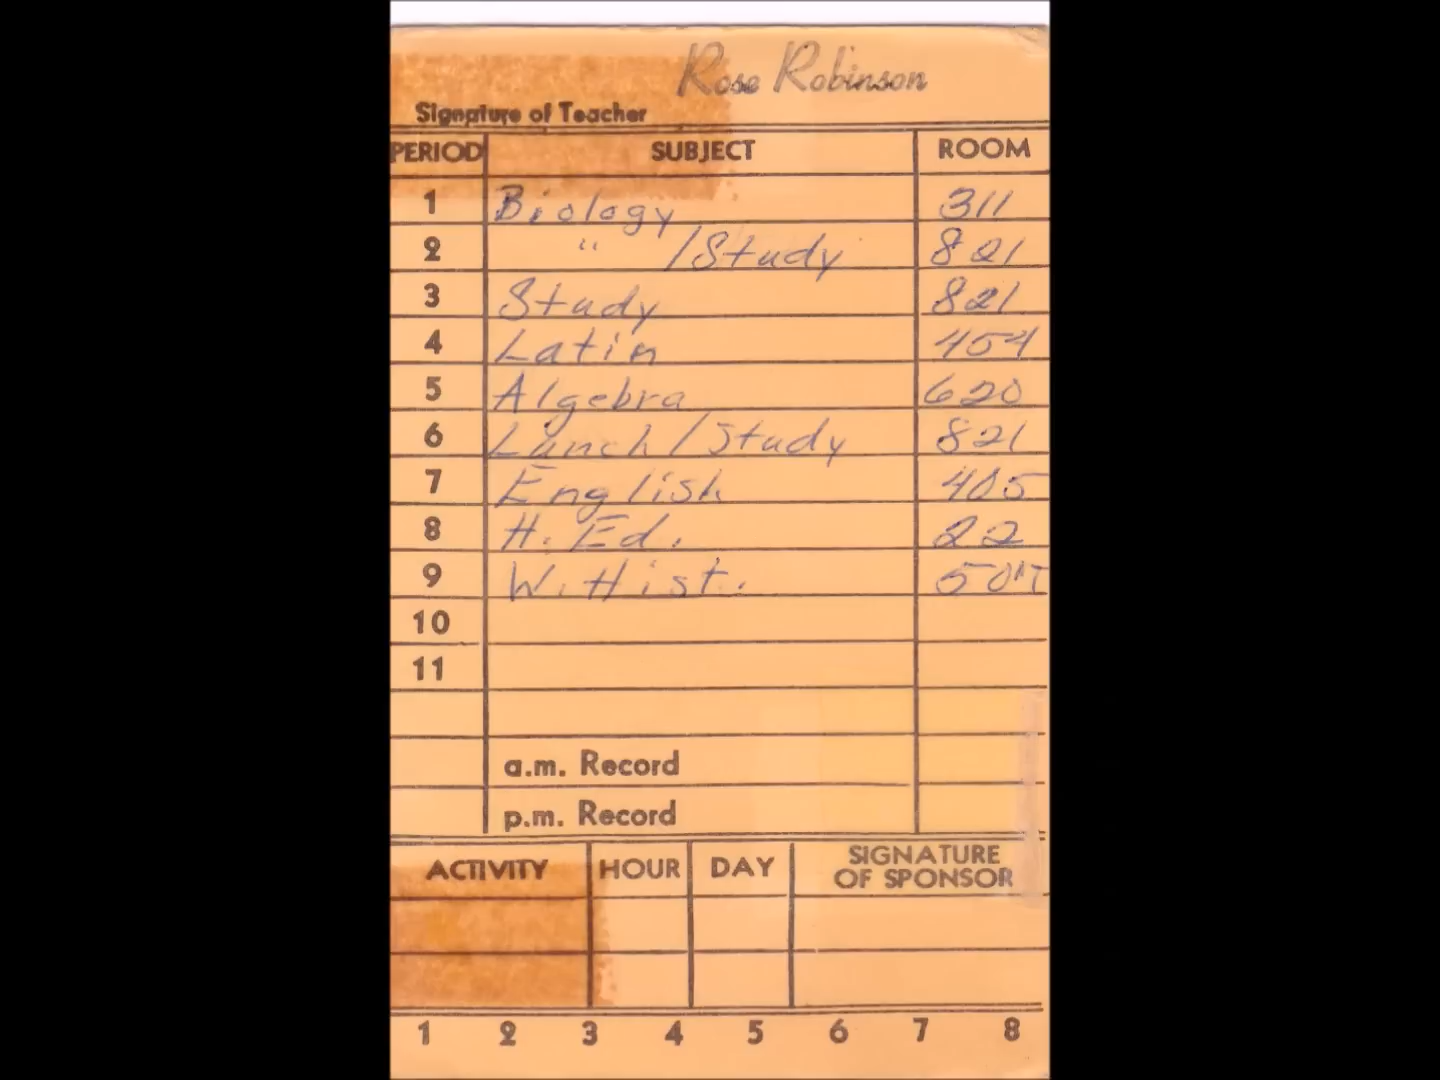 Rose Robinson
Signature of Teacher
PERIOD SUBJECT ROOM
1 Biology 311
2 " /Study 821
3 Study 821
4 Latin 454
5 Algebra 620
6 Lunch/Study 821
7 English 405
8 H. Ed. 22
9 W. Hist.
10
11
a.m. Record
p.m. Record
ACTIVITY HOUR DAY SIGNATURE
OF SPONSOR
1 2 3 4 5 6 7 8